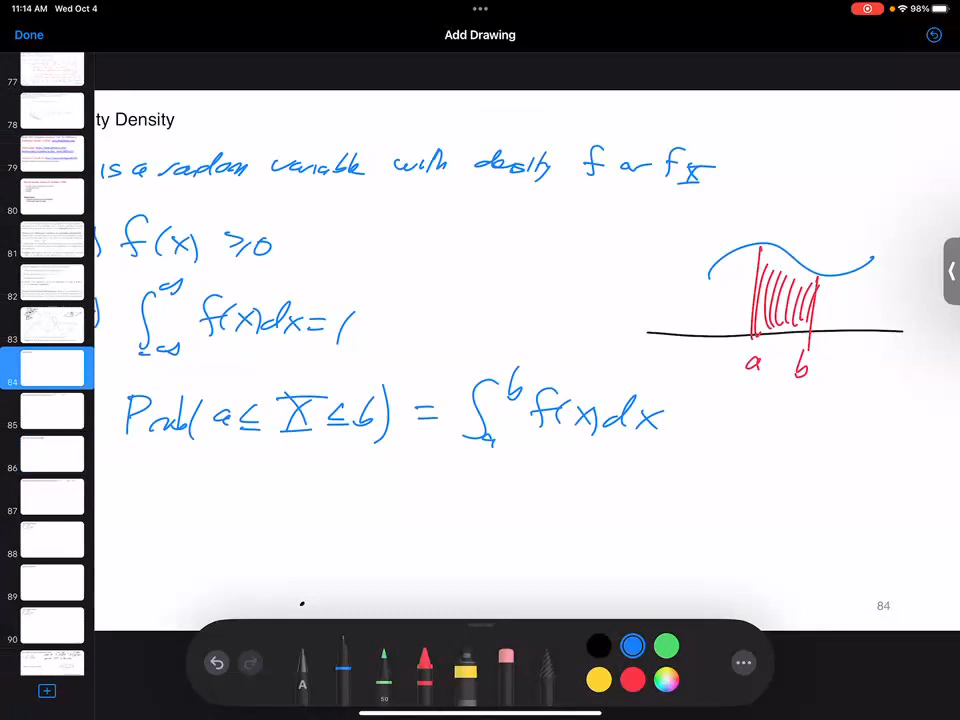 11:14 AM Wed Oct 4
98%
Done
Add Drawing
ty Density
is a random variable with density f or f_X
) f(x) ≥0
) ∫_{-∞}^{∞} f(x)dx = 1
Prob( a ≤ X ≤ b) = ∫_a^b f(x)dx
a b
77
78
79
80
81
82
83
84
85
86
87
88
89
90
84
A
50